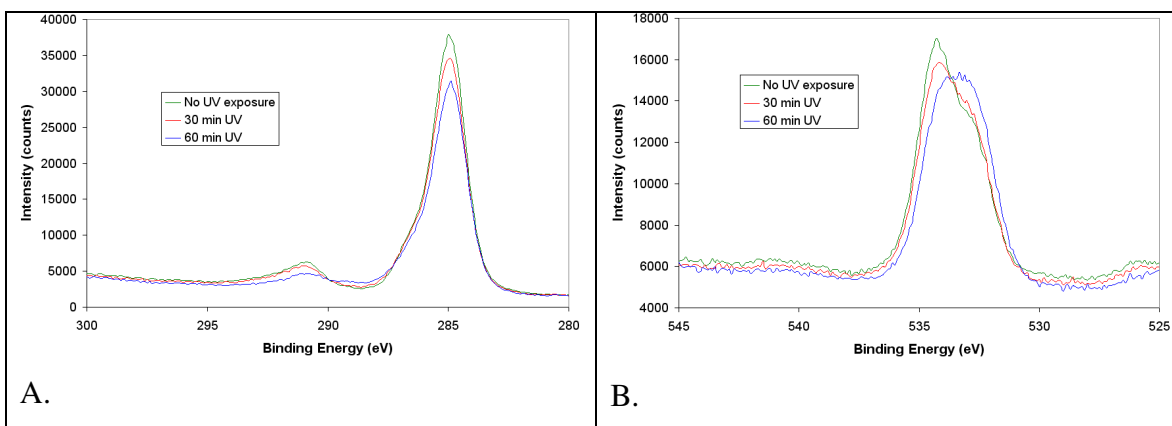 40000
35000
30000
25000
20000
15000
10000
5000
0
Intensity (counts)
No UV exposure
30 min UV
60 min UV
300 295 290 285 280
Binding Energy (eV)
A.
18000
16000
14000
12000
10000
8000
6000
4000
Intensity (counts)
No UV exposure
30 min UV
60 min UV
545 540 535 530 525
Binding Energy (eV)
B.